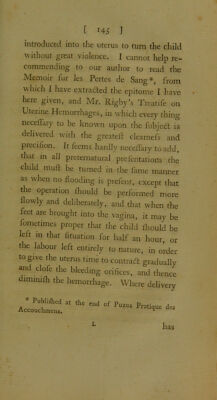 [ 145 ]
introduced into the uterus to turn the child
without great violence. I cannot help re-
commending to our author to read the
Memoir sur les Pertes de Sang*, from
which I have extracted the epitome I have
here given, and Mr. Rigby's Treatise on
Uterine Hemorrhages, in which every thing
necessary to be known upon the subject is
delivered with the greatest clearness and
precision. It seems hardly necessary to add,
that in all preternatural presentations the
child must be turned in the same manner
as when no flooding is present, except that
the operation should be performed more
slowly and deliberately, and that when the
feet are brought into the vagina, it may be
sometimes proper that the child should be
left in that situation for half an hour, or
the labour left entirely to nature, in order
to give the uterus time to contract gradually
and close the bleeding orifices, and thence
diminish the hemorrhage. Where delivery
* Published at the end of Puzos Pratique des
Accouchmens.
L
has